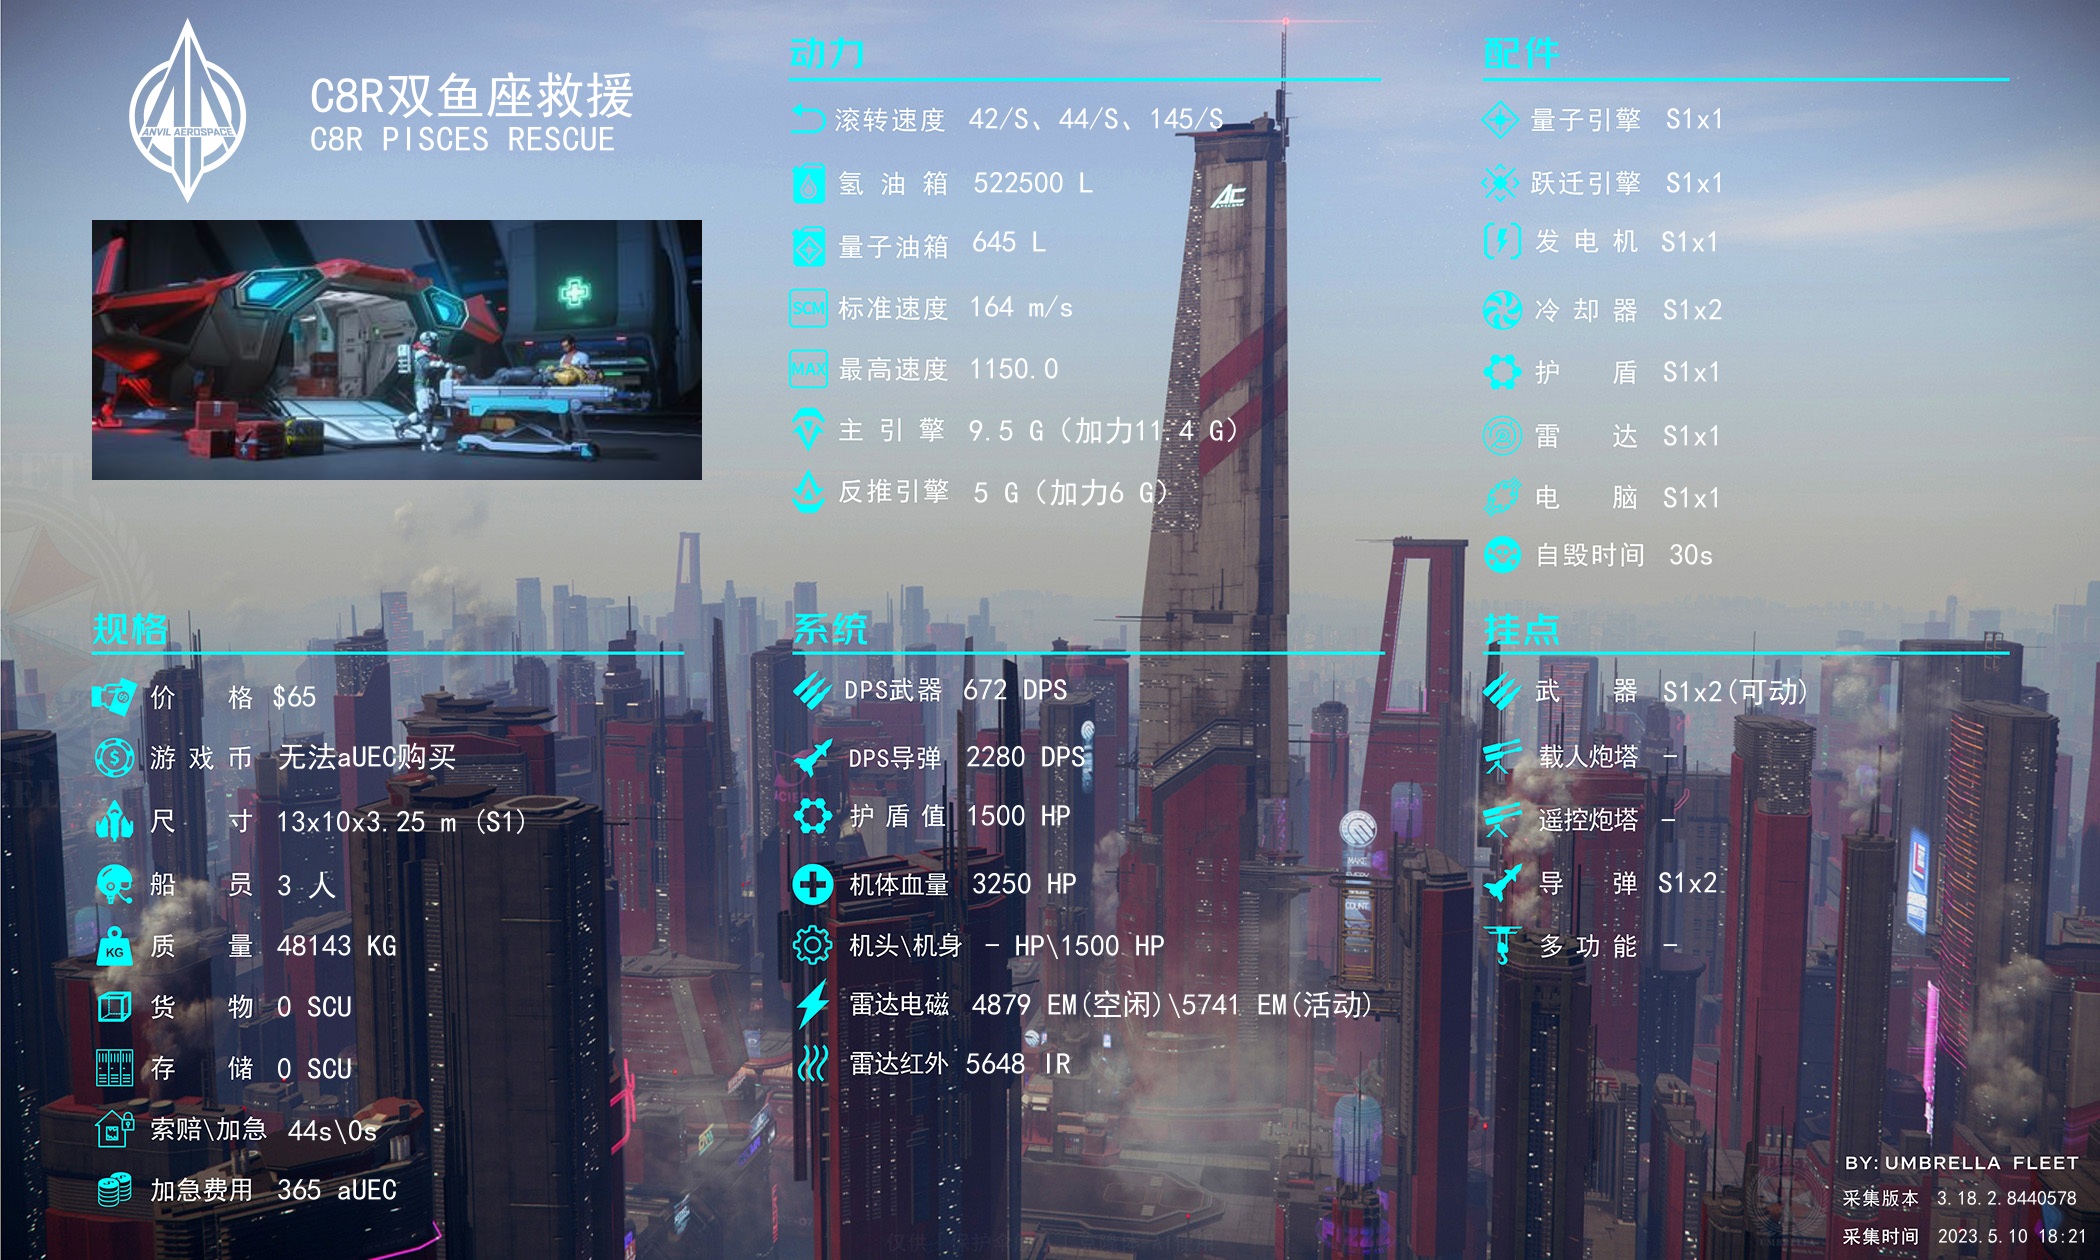 ANVIL AEROSPACE
C8R双鱼座救援
C8R PISCES RESCUE
动力
滚转速度 42/S、44/S、145/S
氢油箱 522500 L
量子油箱 645 L
SCM 标准速度 164 m/s
MAX 最高速度 1150.0
主引擎 9.5 G（加力11.4 G）
反推引擎 5 G（加力6 G）
配件
量子引擎 S1x1
跃迁引擎 S1x1
发电机 S1x1
冷却器 S1x2
护盾 S1x1
雷达 S1x1
电脑 S1x1
自毁时间 30s
规格
价格 $65
游戏币 无法aUEC购买
尺寸 13x10x3.25 m (S1)
船员 3 人
KG 质量 48143 KG
货物 0 SCU
存储 0 SCU
索赔\加急 44s\0s
加急费用 365 aUEC
系统
DPS武器 672 DPS
DPS导弹 2280 DPS
护盾值 1500 HP
机体血量 3250 HP
机头\机身 - HP\1500 HP
雷达电磁 4879 EM(空闲)\5741 EM(活动)
雷达红外 5648 IR
挂点
武器 S1x2(可动)
载人炮塔 -
遥控炮塔 -
导弹 S1x2
多功能 -
AC
MAKE
EVERY
COUNT
BY: UMBRELLA FLEET
采集版本 3.18.2.8440578
采集时间 2023.5.10 18:21